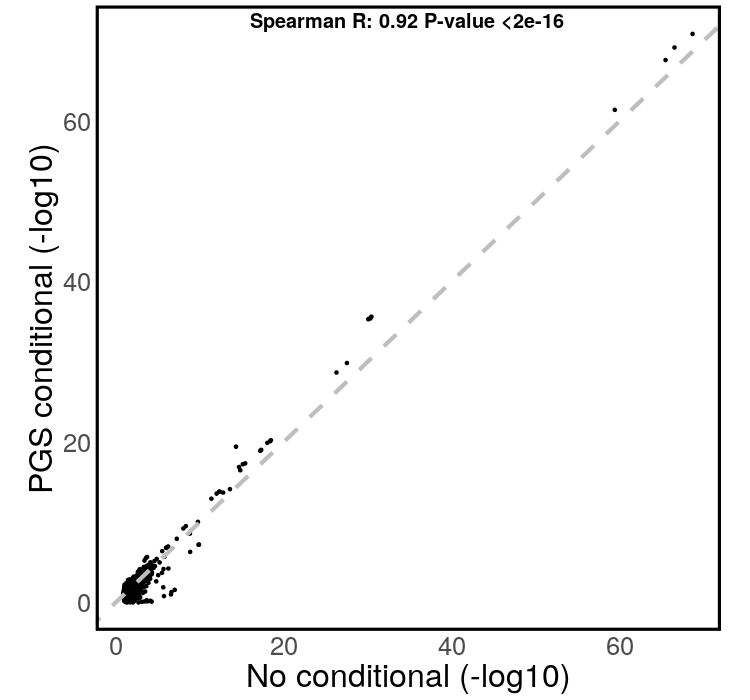 Spearman R: 0.92 P-value <2e-16
PGS conditional (-log10)
60
40
20
0
0 20 40 60
No conditional (-log10)